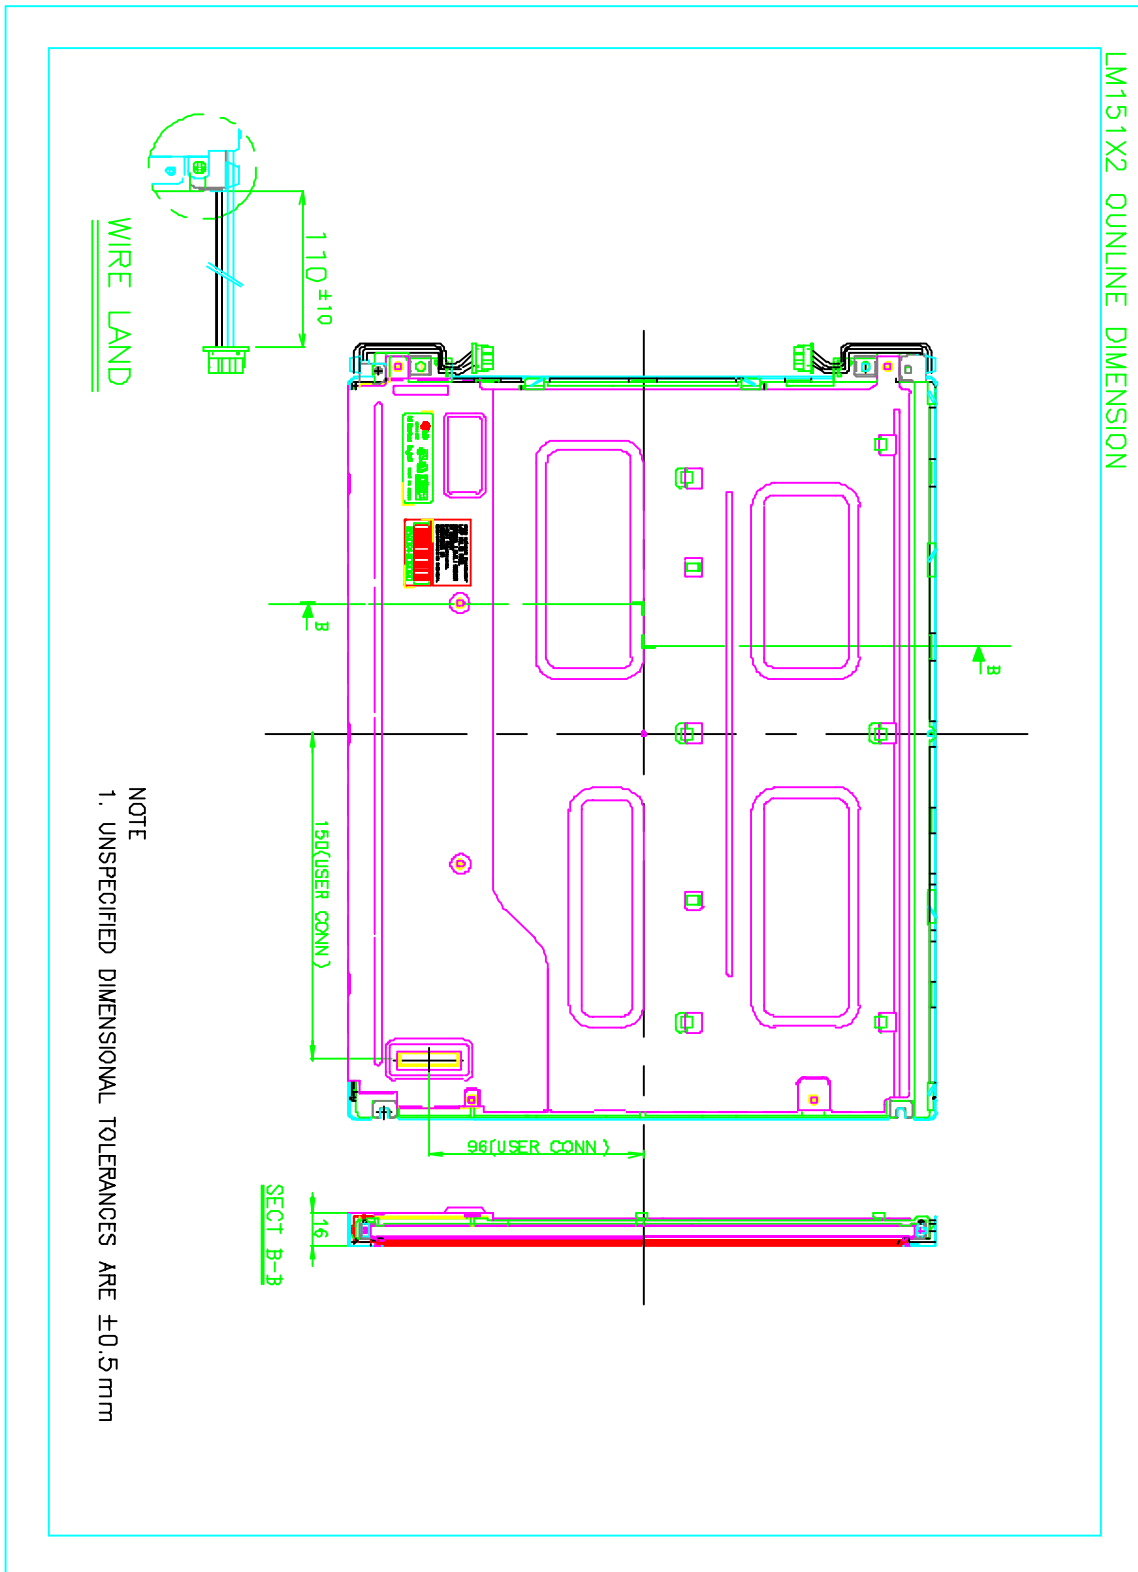 LM151X2 OUNLINE DIMENSION
WIRE LAND
110 ±10
B
B
150(USER CONN )
96(USER CONN )
SECT B-B
16
NOTE
1. UNSPECIFIED DIMENSIONAL TOLERANCES ARE ±0.5mm